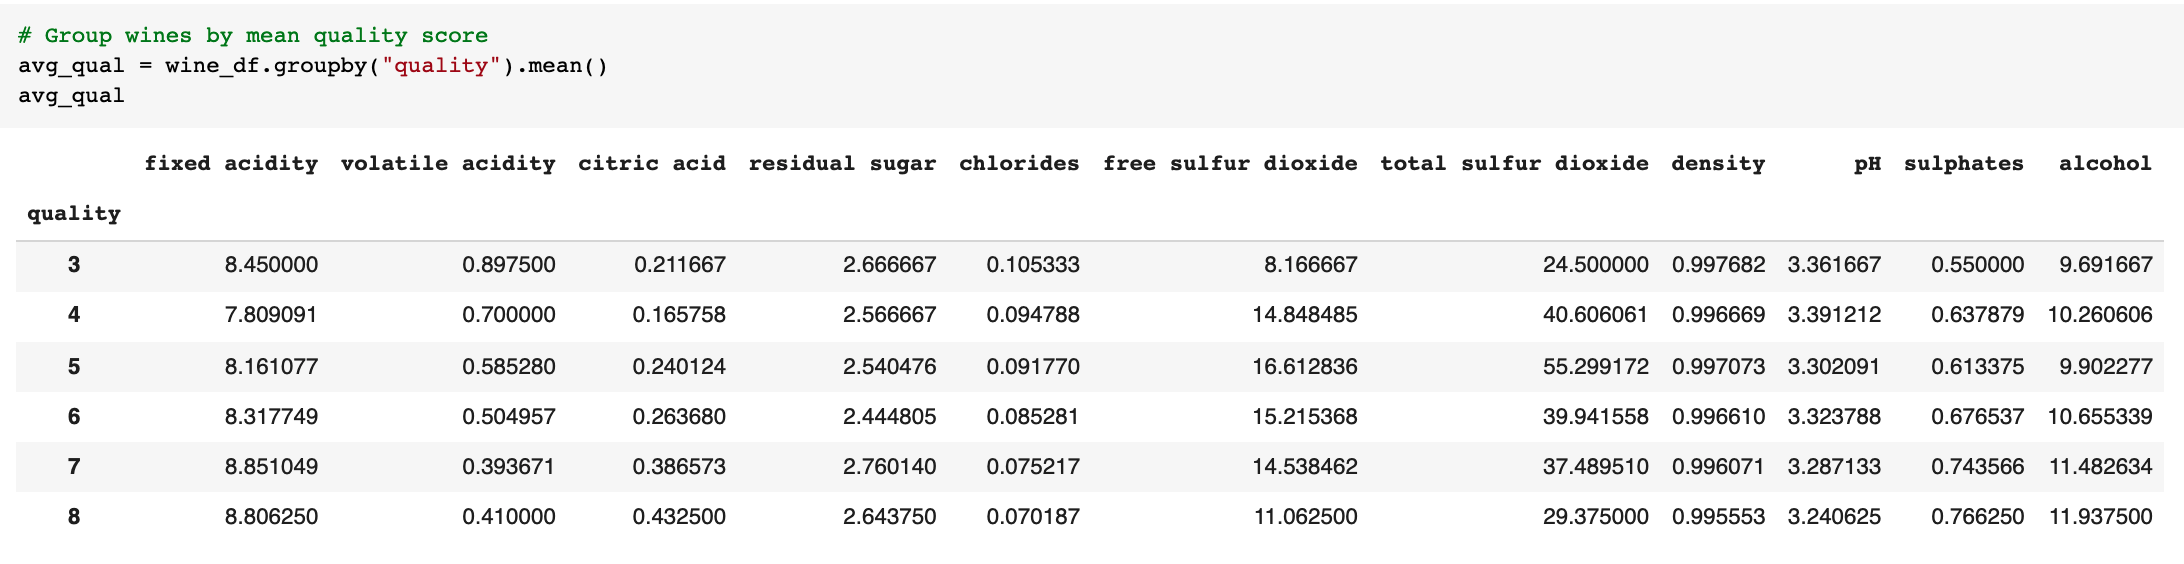 # Group wines by mean quality score
avg_qual = wine_df.groupby("quality").mean()
avg_qual
fixed acidity volatile acidity citric acid residual sugar chlorides free sulfur dioxide total sulfur dioxide density pH sulphates alcohol
quality
3 8.450000 0.897500 0.211667 2.666667 0.105333 8.166667 24.500000 0.997682 3.361667 0.550000 9.691667
4 7.809091 0.700000 0.165758 2.566667 0.094788 14.848485 40.606061 0.996669 3.391212 0.637879 10.260606
5 8.161077 0.585280 0.240124 2.540476 0.091770 16.612836 55.299172 0.997073 3.302091 0.613375 9.902277
6 8.317749 0.504957 0.263680 2.444805 0.085281 15.215368 39.941558 0.996610 3.323788 0.676537 10.655339
7 8.851049 0.393671 0.386573 2.760140 0.075217 14.538462 37.489510 0.996071 3.287133 0.743566 11.482634
8 8.806250 0.410000 0.432500 2.643750 0.070187 11.062500 29.375000 0.995553 3.240625 0.766250 11.937500